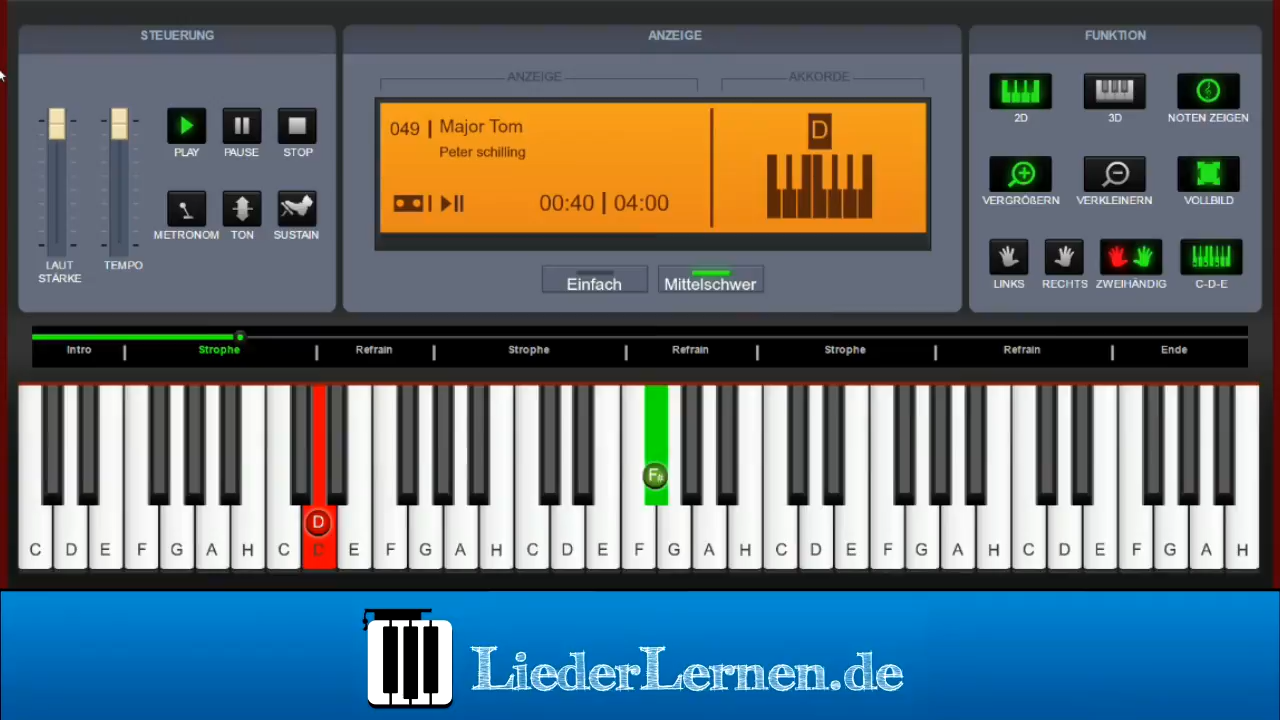 STEUERUNG
ANZEIGE
FUNKTION
ANZEIGE
AKKORDE
049 | Major Tom
Peter schilling
00:40 | 04:00
D
PLAY
PAUSE
STOP
METRONOM
TON
SUSTAIN
LAUT
STÄRKE
TEMPO
Einfach
Mittelschwer
2D
3D
NOTEN ZEIGEN
VERGRÖßERN
VERKLEINERN
VOLLBILD
LINKS
RECHTS
ZWEIHÄNDIG
C-D-E
Intro
Strophe
Refrain
Strophe
Refrain
Strophe
Refrain
Ende
F#
D
C D E F G A H C D E F G A H C D E F G A H C D E F G A H C D E F G A H
LiederLernen.de